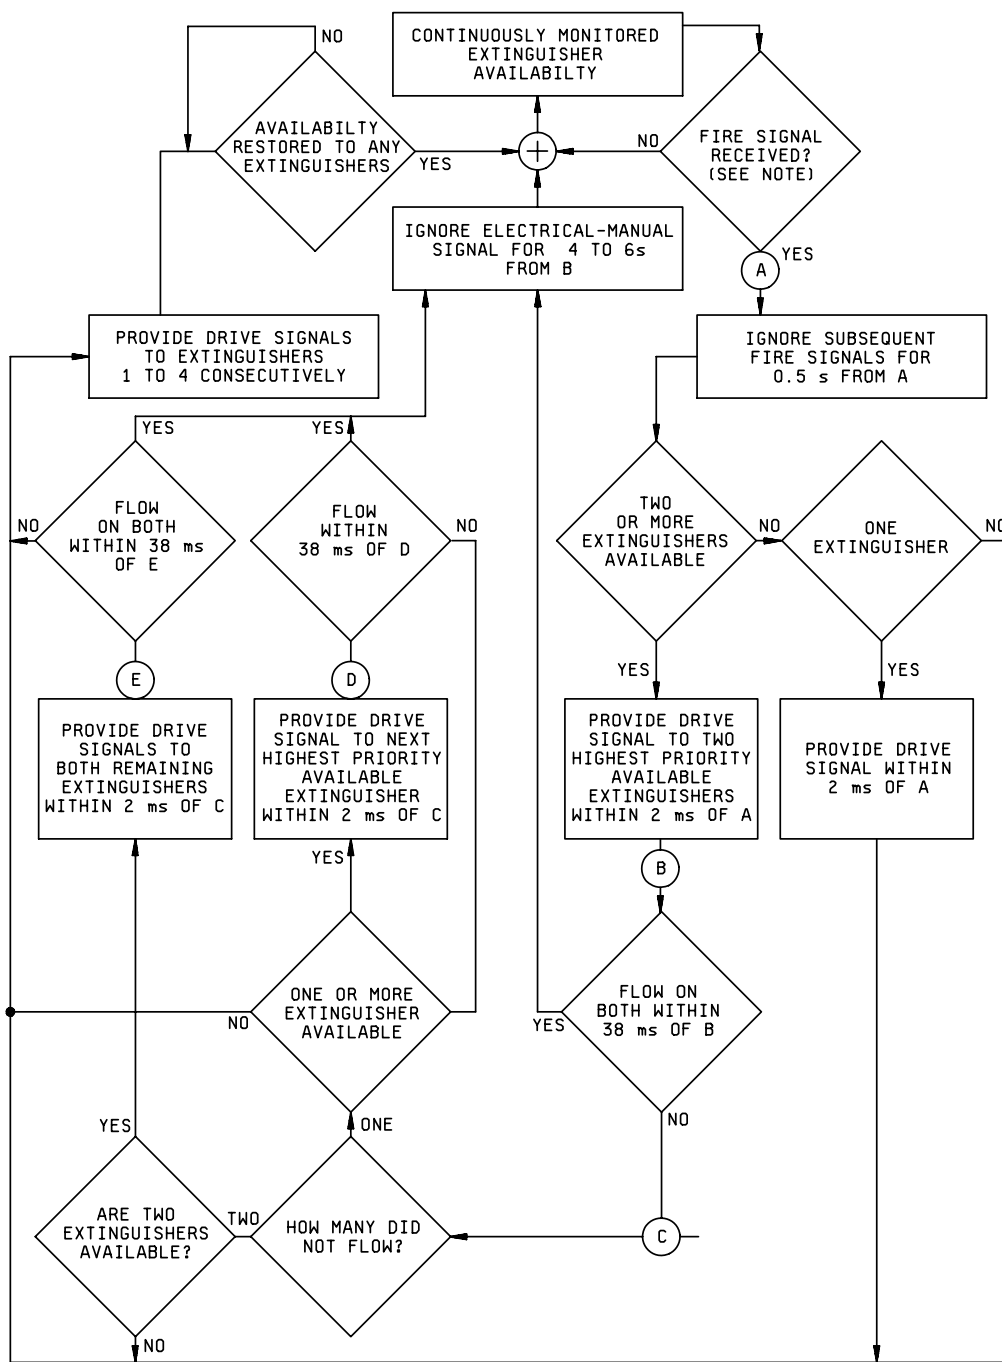 NO
CONTINUOUSLY MONITORED
EXTINGUISHER
AVAILABILTY
AVAILABILTY
RESTORED TO ANY
EXTINGUISHERS
YES
NO
FIRE SIGNAL
RECEIVED?
(SEE NOTE)
YES
A
IGNORE ELECTRICAL-MANUAL
SIGNAL FOR 4 TO 6s
FROM B
PROVIDE DRIVE SIGNALS
TO EXTINGUISHERS
1 TO 4 CONSECUTIVELY
IGNORE SUBSEQUENT
FIRE SIGNALS FOR
0.5 s FROM A
YES
YES
NO
FLOW
ON BOTH
WITHIN 38 ms
OF E
FLOW
WITHIN
38 ms OF D
NO
TWO
OR MORE
EXTINGUISHERS
AVAILABLE
NO
ONE
EXTINGUISHER
NO
E
D
YES
YES
PROVIDE DRIVE
SIGNALS TO
BOTH REMAINING
EXTINGUISHERS
WITHIN 2 ms OF C
PROVIDE DRIVE
SIGNAL TO NEXT
HIGHEST PRIORITY
AVAILABLE
EXTINGUISHER
WITHIN 2 ms OF C
PROVIDE DRIVE
SIGNAL TO TWO
HIGHEST PRIORITY
AVAILABLE
EXTINGUISHERS
WITHIN 2 ms OF A
PROVIDE DRIVE
SIGNAL WITHIN
2 ms OF A
YES
B
ONE OR MORE
EXTINGUISHER
AVAILABLE
NO
FLOW ON
BOTH WITHIN
38 ms OF B
YES
NO
YES
ONE
ARE TWO
EXTINGUISHERS
AVAILABLE?
TWO
HOW MANY DID
NOT FLOW?
C
NO